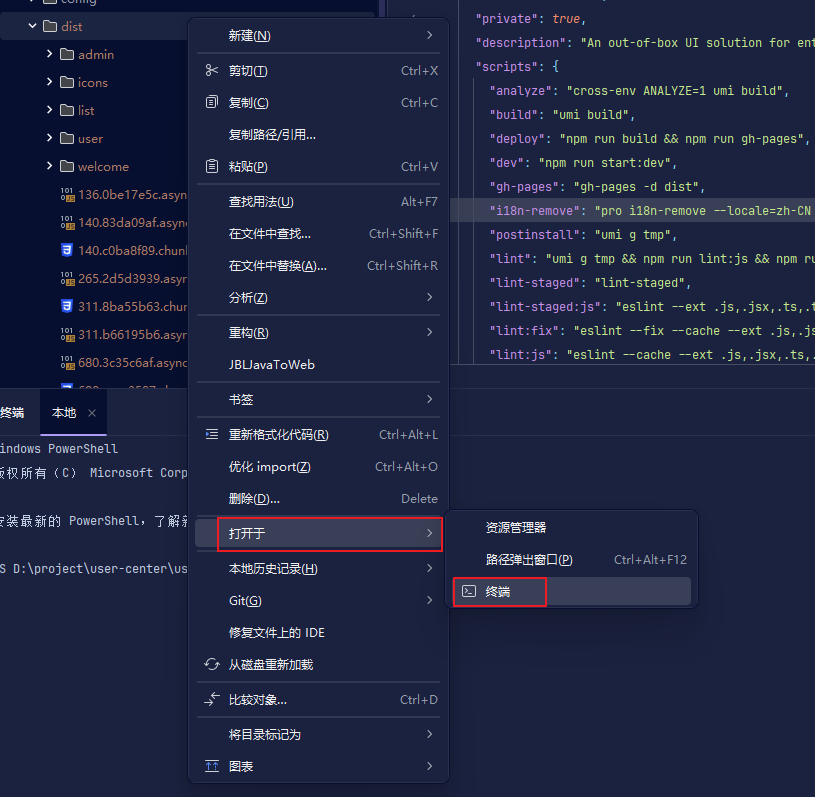 config
dist
admin
icons
list
user
welcome
136.0be17e5c.asyn
140.83da09af.asyn
140.c0ba8f89.chunk
265.2d5d3939.asyn
311.8ba55b63.chun
311.b66195b6.asyn
680.3c35c6af.async
"private": true,
"description": "An out-of-box UI solution for ent
"scripts": {
"analyze": "cross-env ANALYZE=1 umi build",
"build": "umi build",
"deploy": "npm run build && npm run gh-pages",
"dev": "npm run start:dev",
"gh-pages": "gh-pages -d dist",
"i18n-remove": "pro i18n-remove --locale=zh-CN
"postinstall": "umi g tmp",
"lint": "umi g tmp && npm run lint:js && npm ru
"lint-staged": "lint-staged",
"lint-staged:js": "eslint --ext .js,.jsx,.ts,.t
"lint:fix": "eslint --fix --cache --ext .js,.js
"lint:js": "eslint --cache --ext .js,.jsx,.ts,
终端 本地
indows PowerShell
版权所有（C） Microsoft Corp
安装最新的 PowerShell，了解新
S D:\project\user-center\us
新建(N)
剪切(T) Ctrl+X
复制(C) Ctrl+C
复制路径/引用...
粘贴(P) Ctrl+V
查找用法(U) Alt+F7
在文件中查找... Ctrl+Shift+F
在文件中替换(A)... Ctrl+Shift+R
分析(Z)
重构(R)
JBLJavaToWeb
书签
重新格式化代码(R) Ctrl+Alt+L
优化 import(Z) Ctrl+Alt+O
删除(D)... Delete
打开于
本地历史记录(H)
Git(G)
修复文件上的 IDE
从磁盘重新加载
比较对象... Ctrl+D
将目录标记为
图表
资源管理器
路径弹出窗口(P) Ctrl+Alt+F12
终端